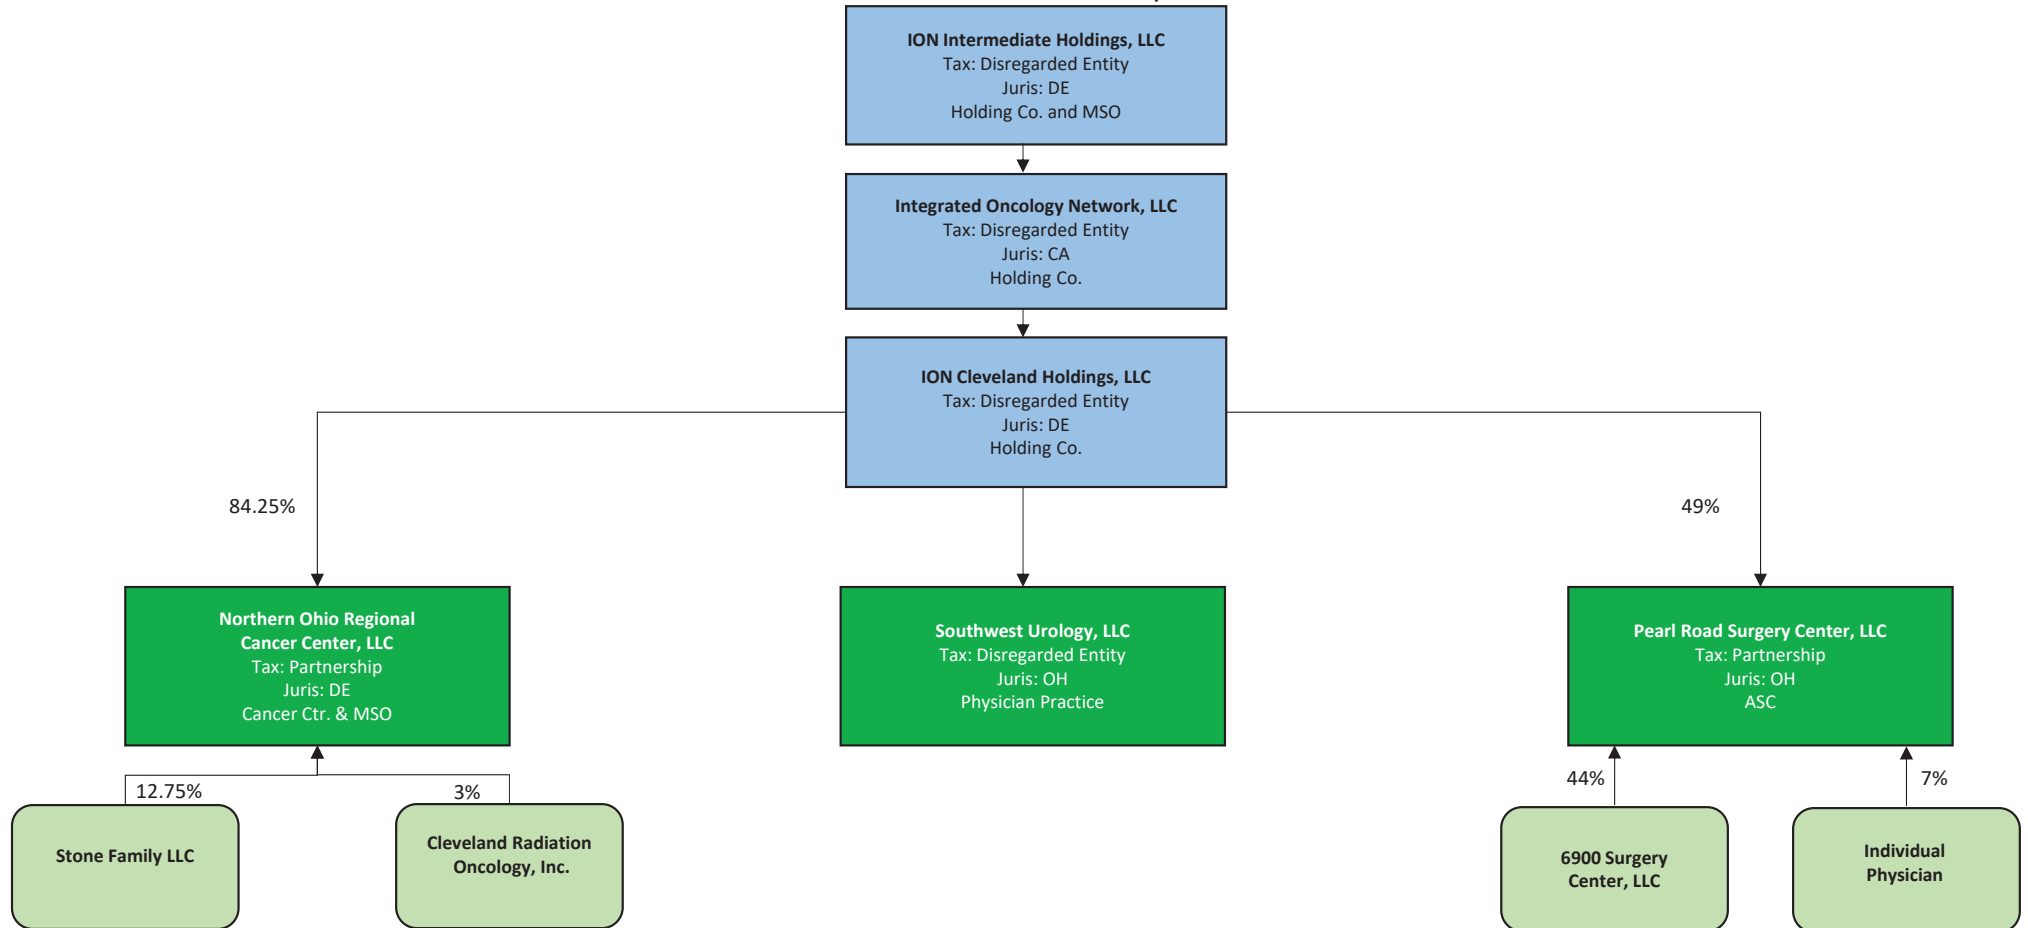 ION Intermediate Holdings, LLC
Tax: Disregarded Entity
Juris: DE
Holding Co. and MSO
Integrated Oncology Network, LLC
Tax: Disregarded Entity
Juris: CA
Holding Co.
ION Cleveland Holdings, LLC
Tax: Disregarded Entity
Juris: DE
Holding Co.
84.25%
49%
Northern Ohio Regional
Cancer Center, LLC
Tax: Partnership
Juris: DE
Cancer Ctr. & MSO
Southwest Urology, LLC
Tax: Disregarded Entity
Juris: OH
Physician Practice
Pearl Road Surgery Center, LLC
Tax: Partnership
Juris: OH
ASC
12.75%
3%
44%
7%
Stone Family LLC
Cleveland Radiation
Oncology, Inc.
6900 Surgery
Center, LLC
Individual
Physician